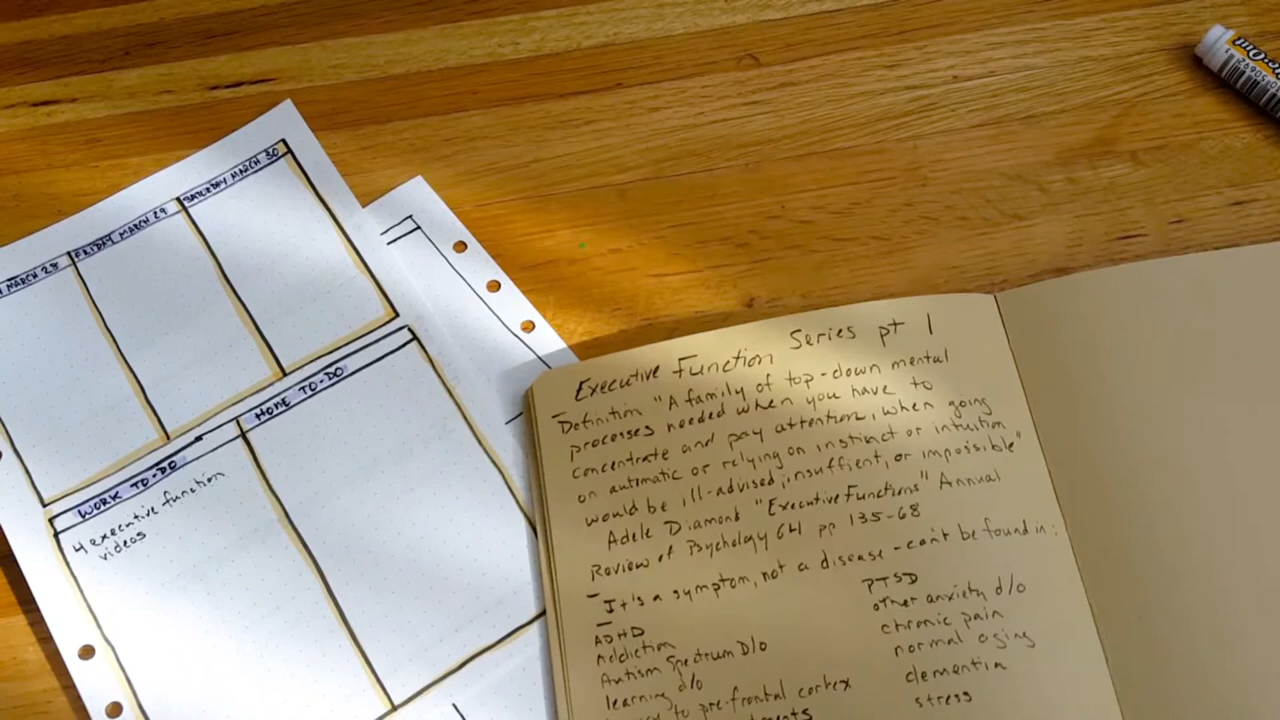 MARCH 28
FRIDAY MARCH 29
SATURDAY MARCH 30
WORK TO-DO
HOME TO-DO
4 executive function
videos
Executive Function Series pt 1
- Definition "A family of top-down mental
processes needed when you have to
concentrate and pay attention, when going
on automatic or relying on instinct or intuition
would be ill-advised, insufficient, or impossible"
Adele Diamond "Executive Functions" Annual
Review of Psychology 64 pp 135-68
- It's a symptom, not a disease - can't be found in:
ADHD
Addiction
Autism Spectrum D/o
learning d/o
to pre-frontal cortex
PTSD
other anxiety d/o
chronic pain
normal aging
dementia
stress
Out